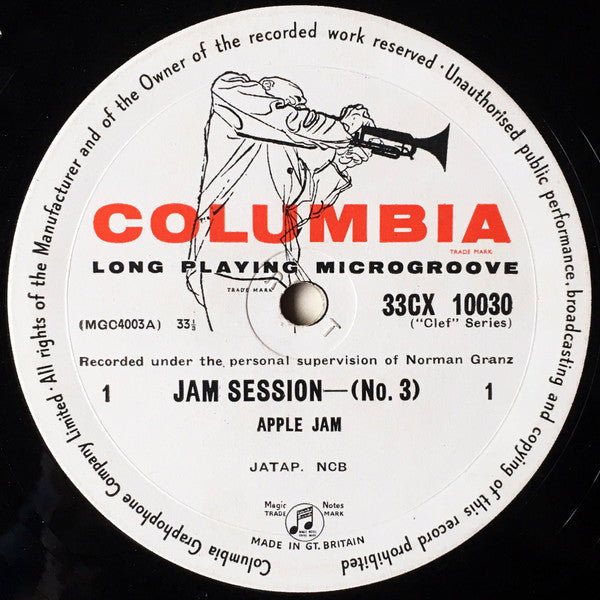 All rights of the Manufacturer and of the Owner of the recorded work reserved · Unauthorised public performance, broadcasting and copying of this record prohibited
COLUMBIA
TRADE MARK
LONG PLAYING MICROGROOVE
TRADE MARK
33CX 10030
(MGC4003A) 33⅓ ("Clef" Series)
Recorded under the personal supervision of Norman Granz
1 JAM SESSION—(No. 3) 1
APPLE JAM
JATAP. NCB
Magic Notes
TRADE MARK
MADE IN GT. BRITAIN
Columbia Graphophone Company Limited ·